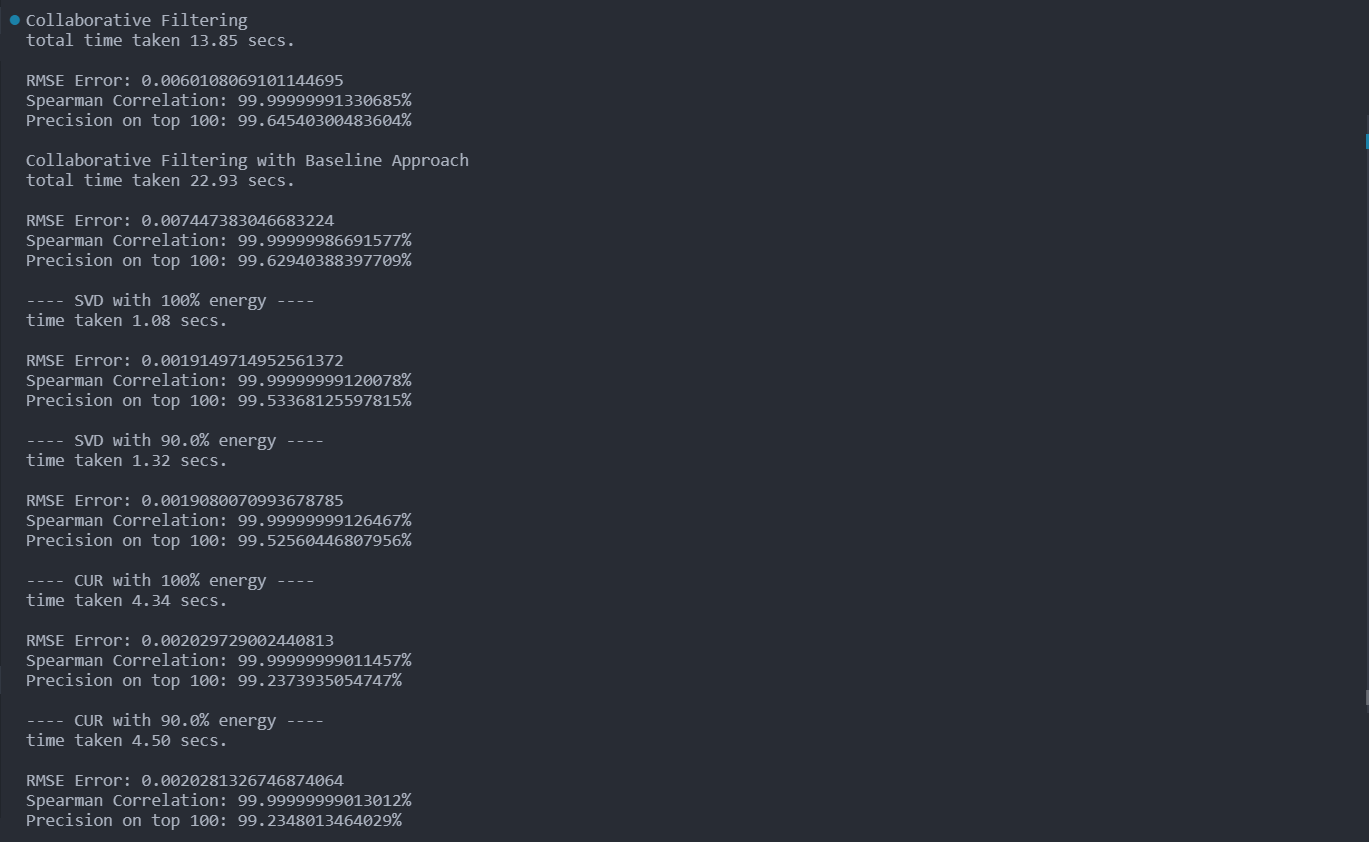 Collaborative Filtering
total time taken 13.85 secs.
RMSE Error: 0.0060108069101144695
Spearman Correlation: 99.99999991330685%
Precision on top 100: 99.64540300483604%
Collaborative Filtering with Baseline Approach
total time taken 22.93 secs.
RMSE Error: 0.007447383046683224
Spearman Correlation: 99.99999986691577%
Precision on top 100: 99.62940388397709%
---- SVD with 100% energy ----
time taken 1.08 secs.
RMSE Error: 0.0019149714952561372
Spearman Correlation: 99.99999999120078%
Precision on top 100: 99.53368125597815%
---- SVD with 90.0% energy ----
time taken 1.32 secs.
RMSE Error: 0.0019080070993678785
Spearman Correlation: 99.99999999126467%
Precision on top 100: 99.52560446807956%
---- CUR with 100% energy ----
time taken 4.34 secs.
RMSE Error: 0.002029729002440813
Spearman Correlation: 99.99999999011457%
Precision on top 100: 99.2373935054747%
---- CUR with 90.0% energy ----
time taken 4.50 secs.
RMSE Error: 0.0020281326746874064
Spearman Correlation: 99.99999999013012%
Precision on top 100: 99.2348013464029%